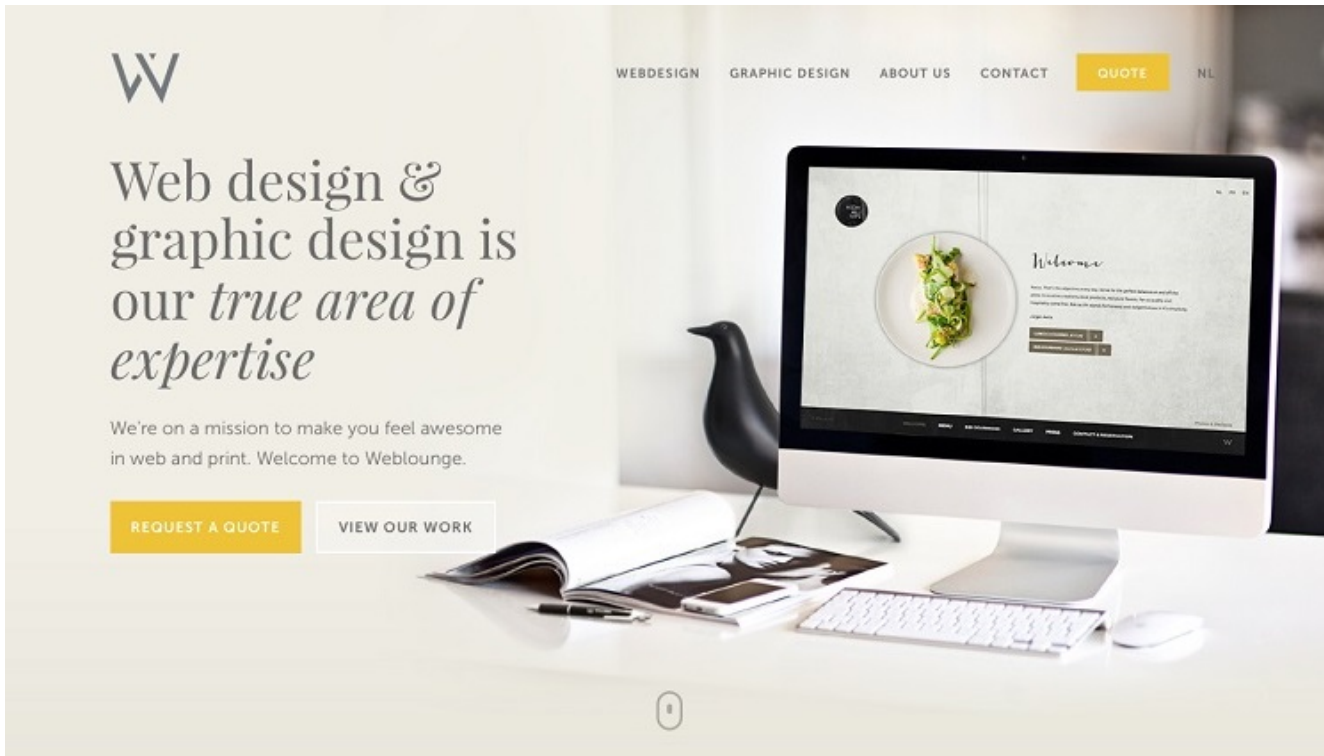 W
WEBDESIGN GRAPHIC DESIGN ABOUT US CONTACT QUOTE NL
Web design &
graphic design is
our true area of
expertise
We're on a mission to make you feel awesome
in web and print. Welcome to Weblounge.
REQUEST A QUOTE VIEW OUR WORK
Welcome
MENU GALLERY PRESS CONTACT & RESERVATION